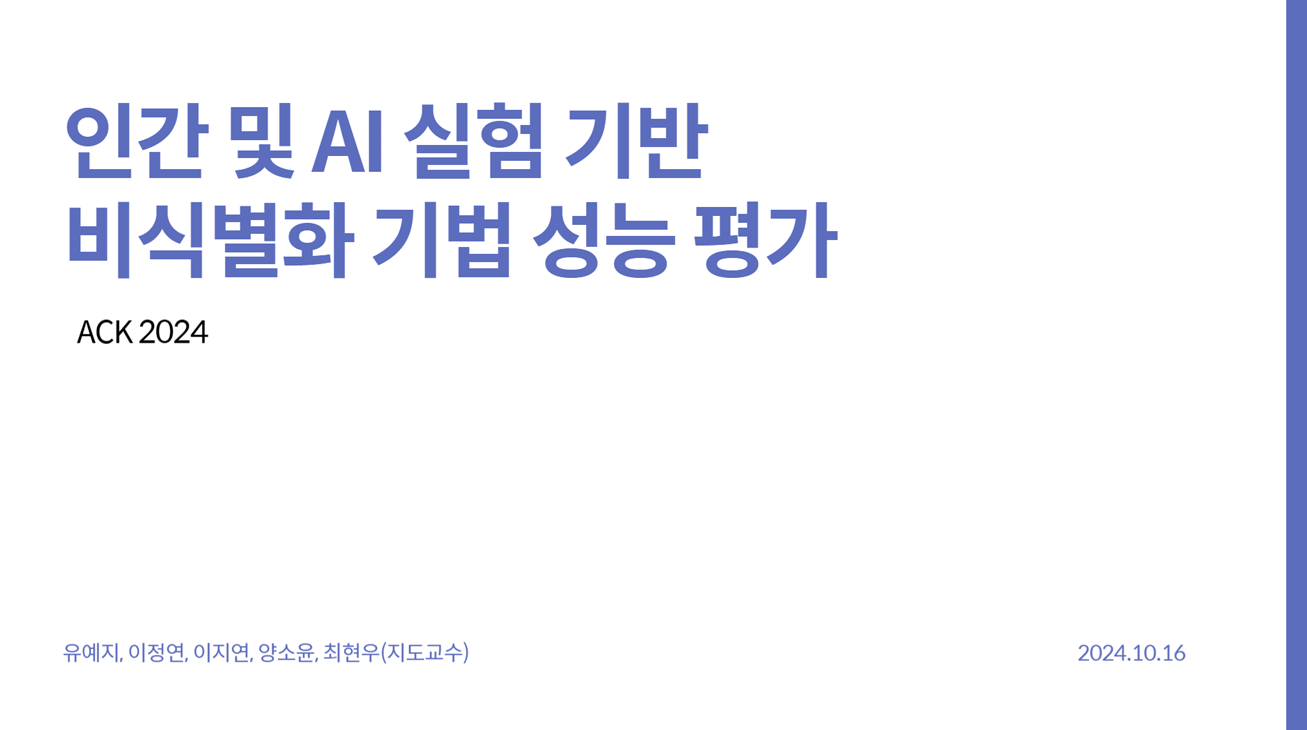 인간 및 AI 실험 기반
비식별화 기법 성능 평가
ACK 2024
유예지, 이정연, 이지연, 양소윤, 최현우(지도교수)
2024.10.16